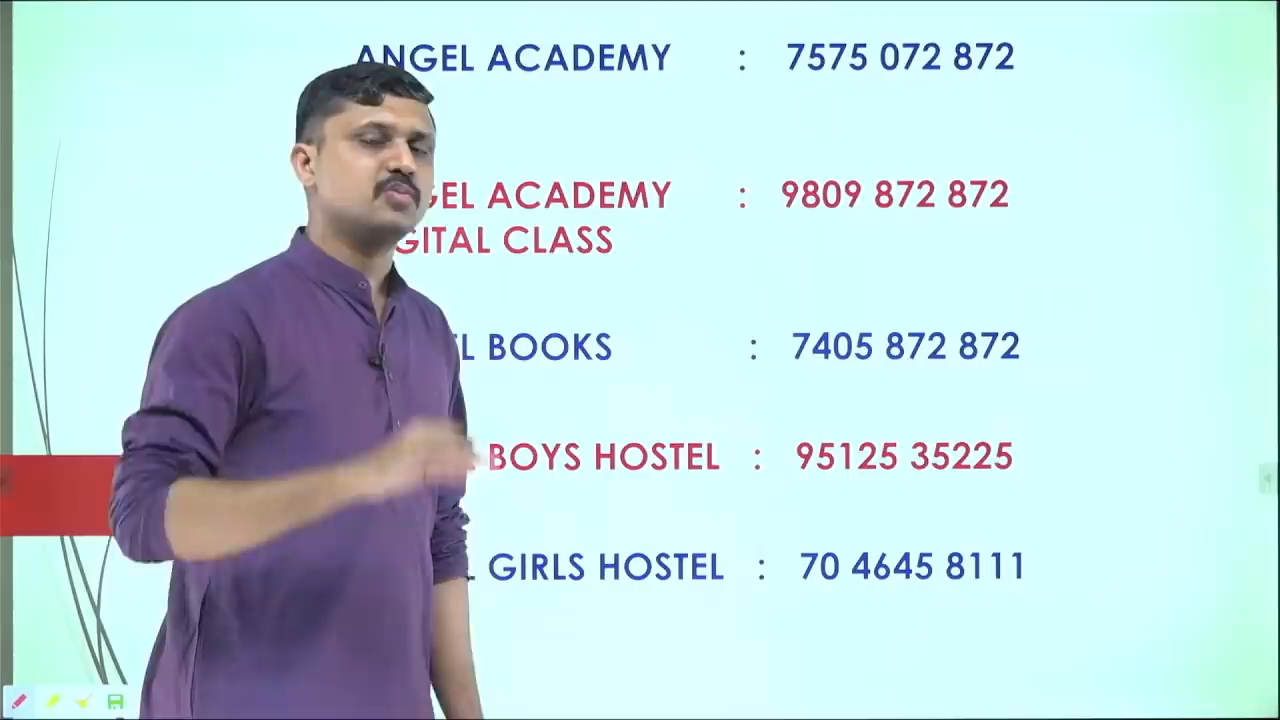 ANGEL ACADEMY : 7575 072 872
GEL ACADEMY : 9809 872 872
GITAL CLASS
L BOOKS : 7405 872 872
BOYS HOSTEL : 95125 35225
L GIRLS HOSTEL : 70 4645 8111